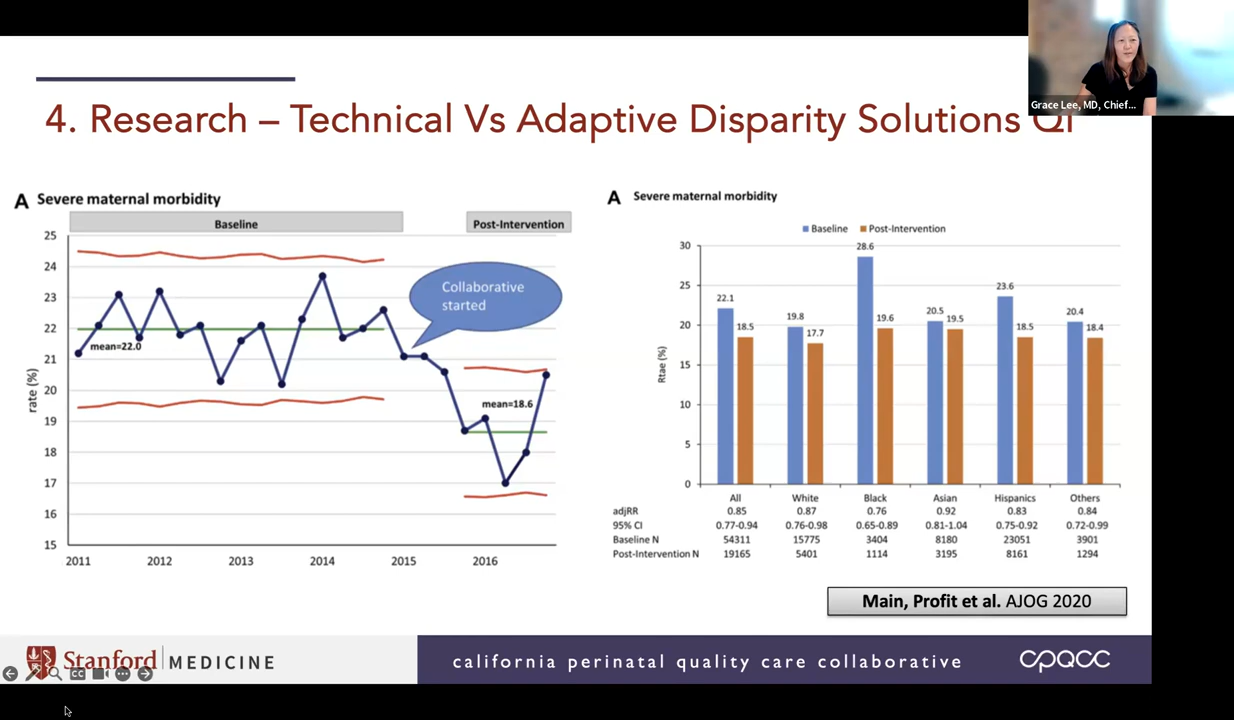 Grace Lee, MD, Chief...
4. Research – Technical Vs Adaptive Disparity Solutions QI
A Severe maternal morbidity
Baseline
Post-Intervention
25
24
23
22
21
20
19
18
17
16
15
rate (%)
mean=22.0
Collaborative
started
mean=18.6
2011 2012 2013 2014 2015 2016
A Severe maternal morbidity
Baseline Post-Intervention
30
25
20
15
10
5
0
Rtae (%)
22.1 18.5 19.8 17.7 28.6 19.6 20.5 19.5 23.6 18.5 20.4 18.4
All White Black Asian Hispanics Others
adjRR 0.85 0.87 0.76 0.92 0.83 0.84
95% CI 0.77-0.94 0.76-0.98 0.65-0.89 0.81-1.04 0.75-0.92 0.72-0.99
Baseline N 54311 15775 3404 8180 23051 3901
Post-Intervention N 19165 5401 1114 3195 8161 1294
Main, Profit et al. AJOG 2020
Stanford MEDICINE
california perinatal quality care collaborative
cpqcc
CC